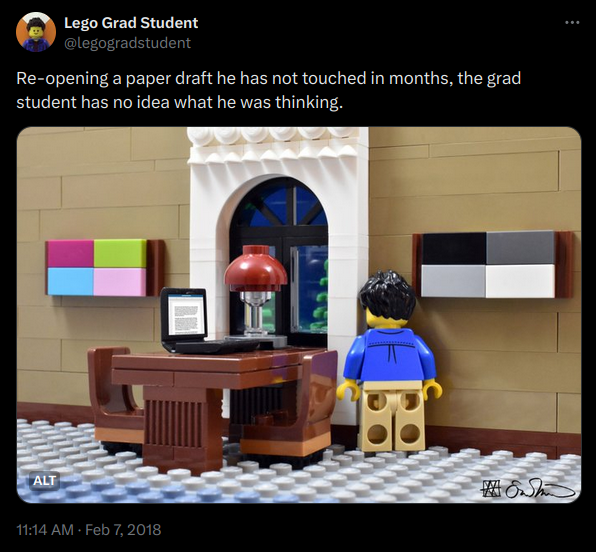 Lego Grad Student
@legogradstudent
Re-opening a paper draft he has not touched in months, the grad
student has no idea what he was thinking.
ALT
11:14 AM · Feb 7, 2018